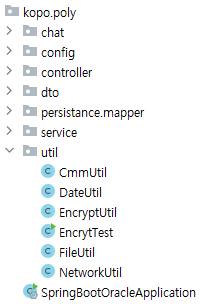 kopo.poly
chat
config
controller
dto
persistance.mapper
service
util
CmmUtil
DateUtil
EncryptUtil
EncrytTest
FileUtil
NetworkUtil
SpringBootOracleApplication